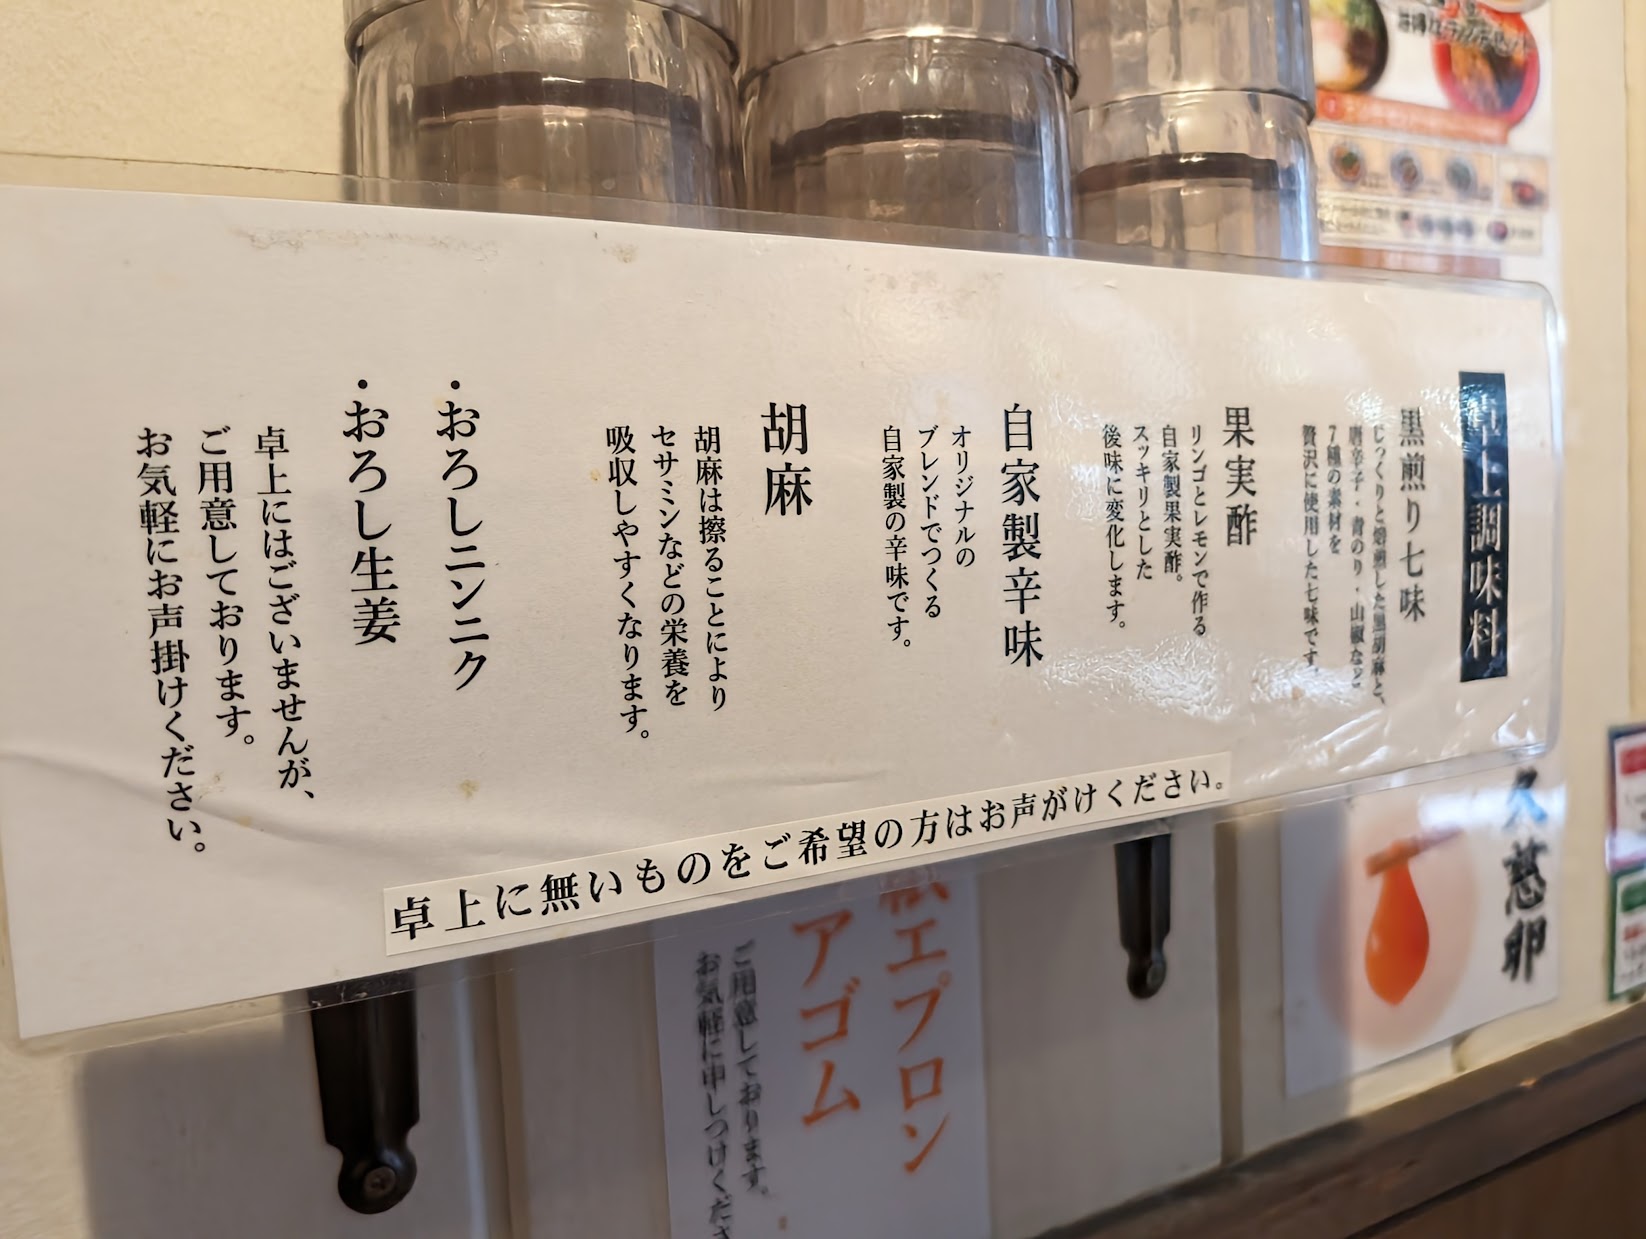 卓上調味料
黒煎り七味
じっくりと焙煎した黒胡麻と、
唐辛子・青のり・山椒など
7種の素材を
贅沢に使用した七味です。
果実酢
リンゴとレモンで作る
自家製果実酢。
スッキリとした
後味に変化します。
自家製辛味
オリジナルの
ブレンドでつくる
自家製の辛味です。
胡麻
胡麻は擦ることにより
セサミンなどの栄養を
吸収しやすくなります。
・おろしニンニク
・おろし生姜
卓上にはございませんが、
ご用意しております。
お気軽にお声掛けください。
卓上に無いものをご希望の方はお声がけください。
紙エプロン
アゴム
ご用意しております。
お気軽に申しつけくださ
卵